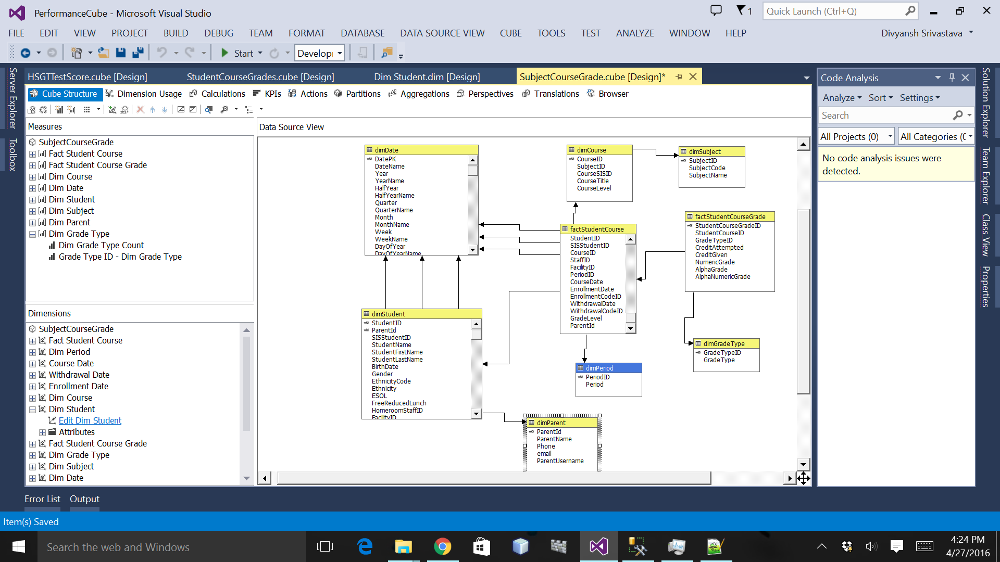 PerformanceCube - Microsoft Visual Studio
1
Quick Launch (Ctrl+Q)
FILE EDIT VIEW PROJECT BUILD DEBUG TEAM FORMAT DATABASE DATA SOURCE VIEW CUBE TOOLS TEST ANALYZE WINDOW HELP
Divyansh Srivastava
Start
Develop
Server Explorer
Toolbox
HSGTTestScore.cube [Design]
StudentCourseGrades.cube [Design]
Dim Student.dim [Design]
SubjectCourseGrade.cube [Design]*
Cube Structure
Dimension Usage
Calculations
KPIs
Actions
Partitions
Aggregations
Perspectives
Translations
Browser
Measures
SubjectCourseGrade
Fact Student Course
Fact Student Course Grade
Dim Course
Dim Date
Dim Student
Dim Subject
Dim Parent
Dim Grade Type
Dim Grade Type Count
Grade Type ID - Dim Grade Type
Dimensions
SubjectCourseGrade
Fact Student Course
Dim Period
Course Date
Withdrawal Date
Enrollment Date
Dim Course
Dim Student
Edit Dim Student
Attributes
Fact Student Course Grade
Dim Grade Type
Dim Subject
Dim Date
Data Source View
dimDate
DatePK
DateName
Year
YearName
HalfYear
HalfYearName
Quarter
QuarterName
Month
MonthName
Week
WeekName
DayOfYear
DayOfYearName
dimCourse
CourseID
SubjectID
CourseSISID
CourseTitle
CourseLevel
dimSubject
SubjectID
SubjectCode
SubjectName
factStudentCourse
StudentID
SISStudentID
CourseID
StaffID
FacilityID
PeriodID
CourseDate
EnrollmentDate
EnrollmentCodeID
WithdrawalDate
WithdrawalCodeID
GradeLevel
ParentId
factStudentCourseGrade
StudentCourseGradeID
StudentCourseID
GradeTypeID
CreditAttempted
CreditGiven
NumericGrade
AlphaGrade
AlphaNumericGrade
dimStudent
StudentID
ParentId
SISStudentID
StudentName
StudentFirstName
StudentLastName
BirthDate
Gender
EthnicityCode
Ethnicity
ESOL
FreeReducedLunch
HomeroomStaffID
FacilityID
dimGradeType
GradeTypeID
GradeType
dimPeriod
PeriodID
Period
dimParent
ParentId
ParentName
Phone
email
ParentUsername
Code Analysis
Analyze Sort Settings
Search
All Projects (0)
All Categories (
No code analysis issues were
detected.
Solution Explorer
Team Explorer
Class View
Properties
Error List Output
Item(s) Saved
Search the web and Windows
4:24 PM
4/27/2016